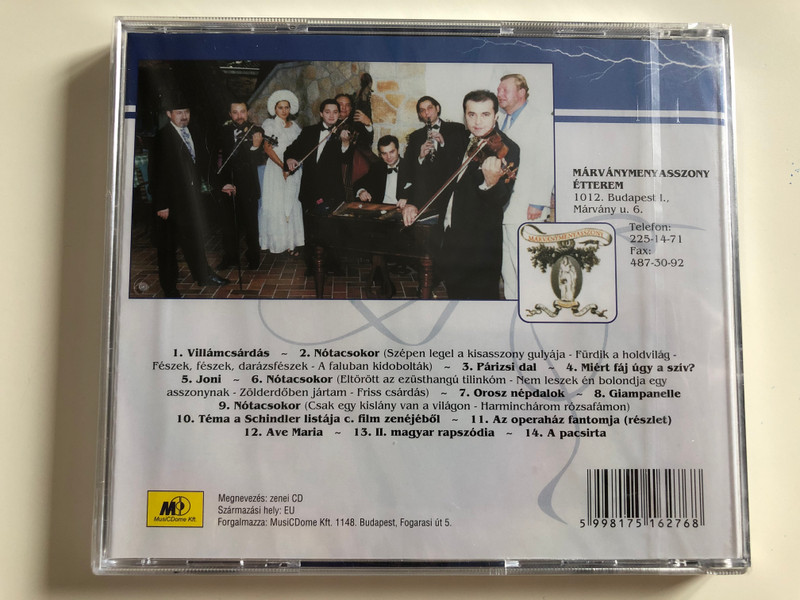 MÁRVÁNYMENYASSZONY
ÉTTEREM
1012. Budapest I.,
Márvány u. 6.
Telefon:
225-14-71
Fax:
487-30-92
MÁRVÁNYMENYASSZONY
1. Villámcsárdás ~ 2. Nótacsokor (Szépen legel a kisasszony gulyája - Fürdik a holdvilág -
Fészek, fészek, darázsfészek - A faluban kidobolták) ~ 3. Párizsi dal ~ 4. Miért fáj úgy a szív?
5. Joni ~ 6. Nótacsokor (Eltörött az ezüsthangú tilinkóm - Nem leszek én bolondja egy
asszonynak - Zölderdőben jártam - Friss csárdás) ~ 7. Orosz népdalok ~ 8. Giampanelle
9. Nótacsokor (Csak egy kislány van a világon - Harminchárom rózsafámon)
10. Téma a Schindler listája c. film zenéjéből ~ 11. Az operaház fantomja (részlet)
12. Ave Maria ~ 13. II. magyar rapszódia ~ 14. A pacsirta
MusiCDome Kft.
Megnevezés: zenei CD
Származási hely: EU
Forgalmazza: MusiCDome Kft. 1148. Budapest, Fogarasi út 5.
5 998175 162768